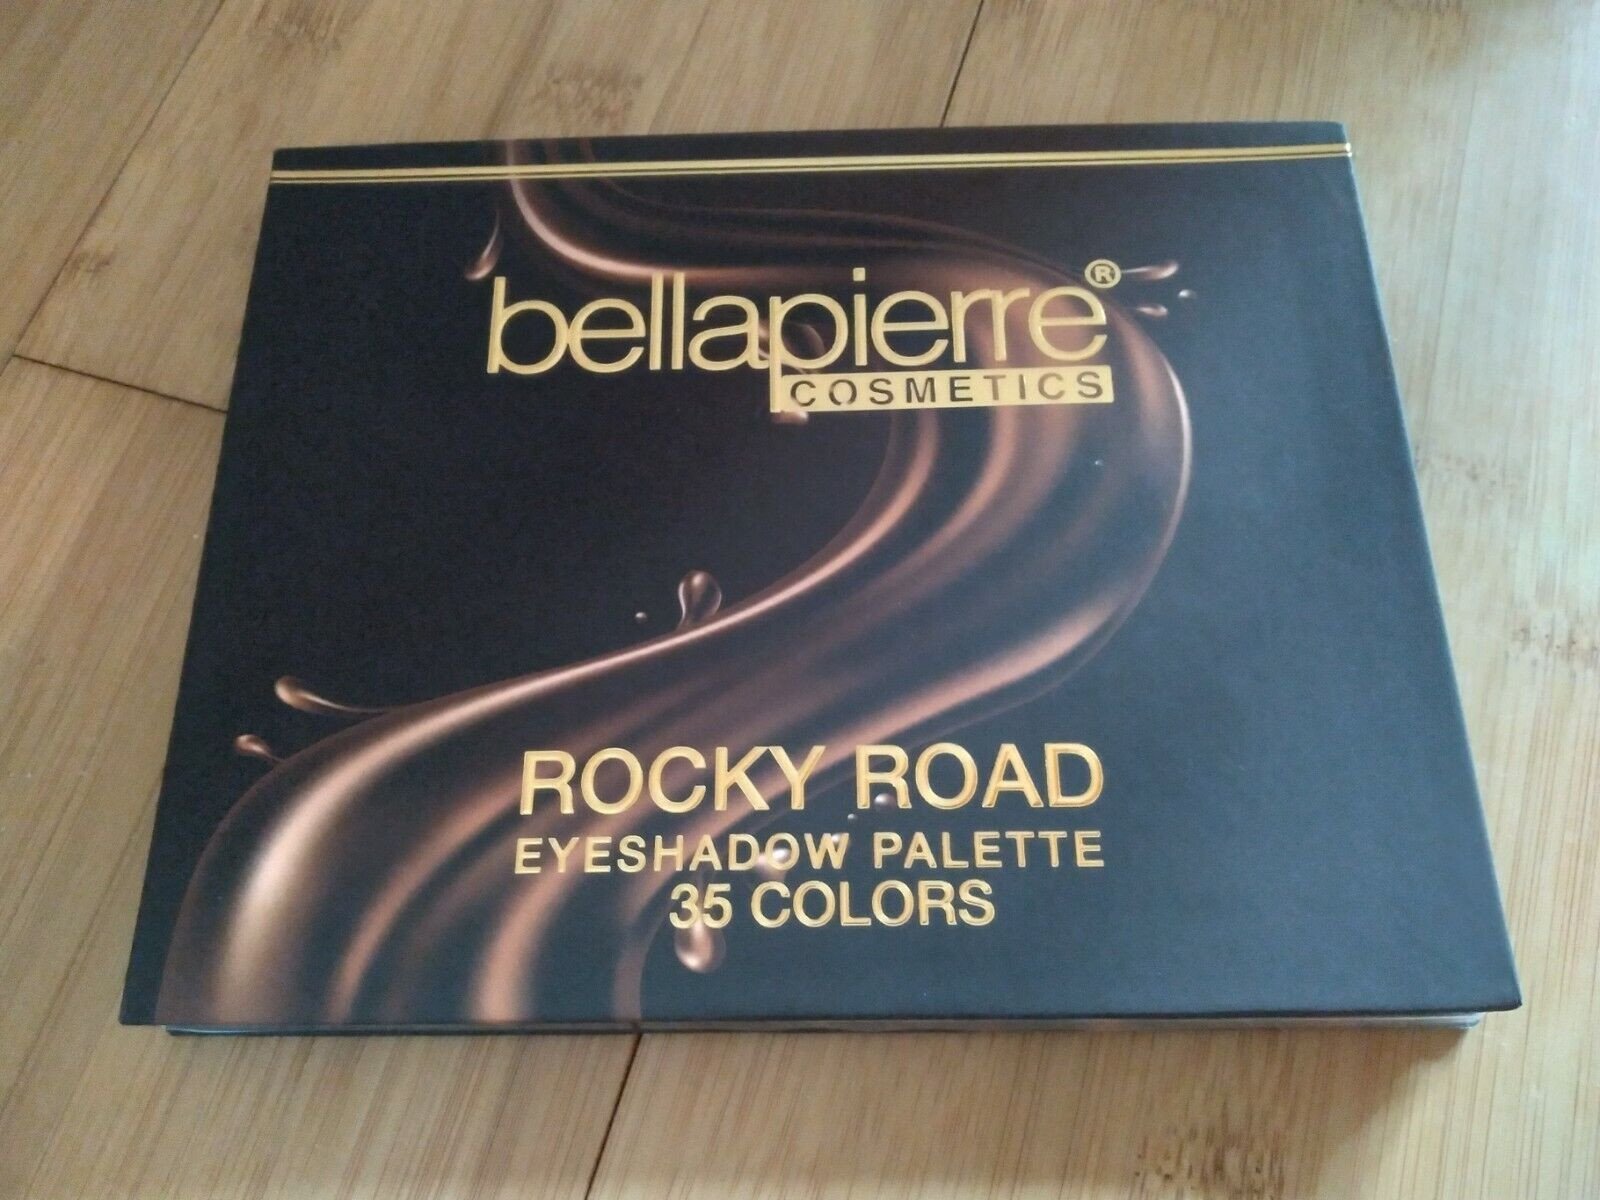 bellapierre®
COSMETICS
ROCKY ROAD
EYESHADOW PALETTE
35 COLORS